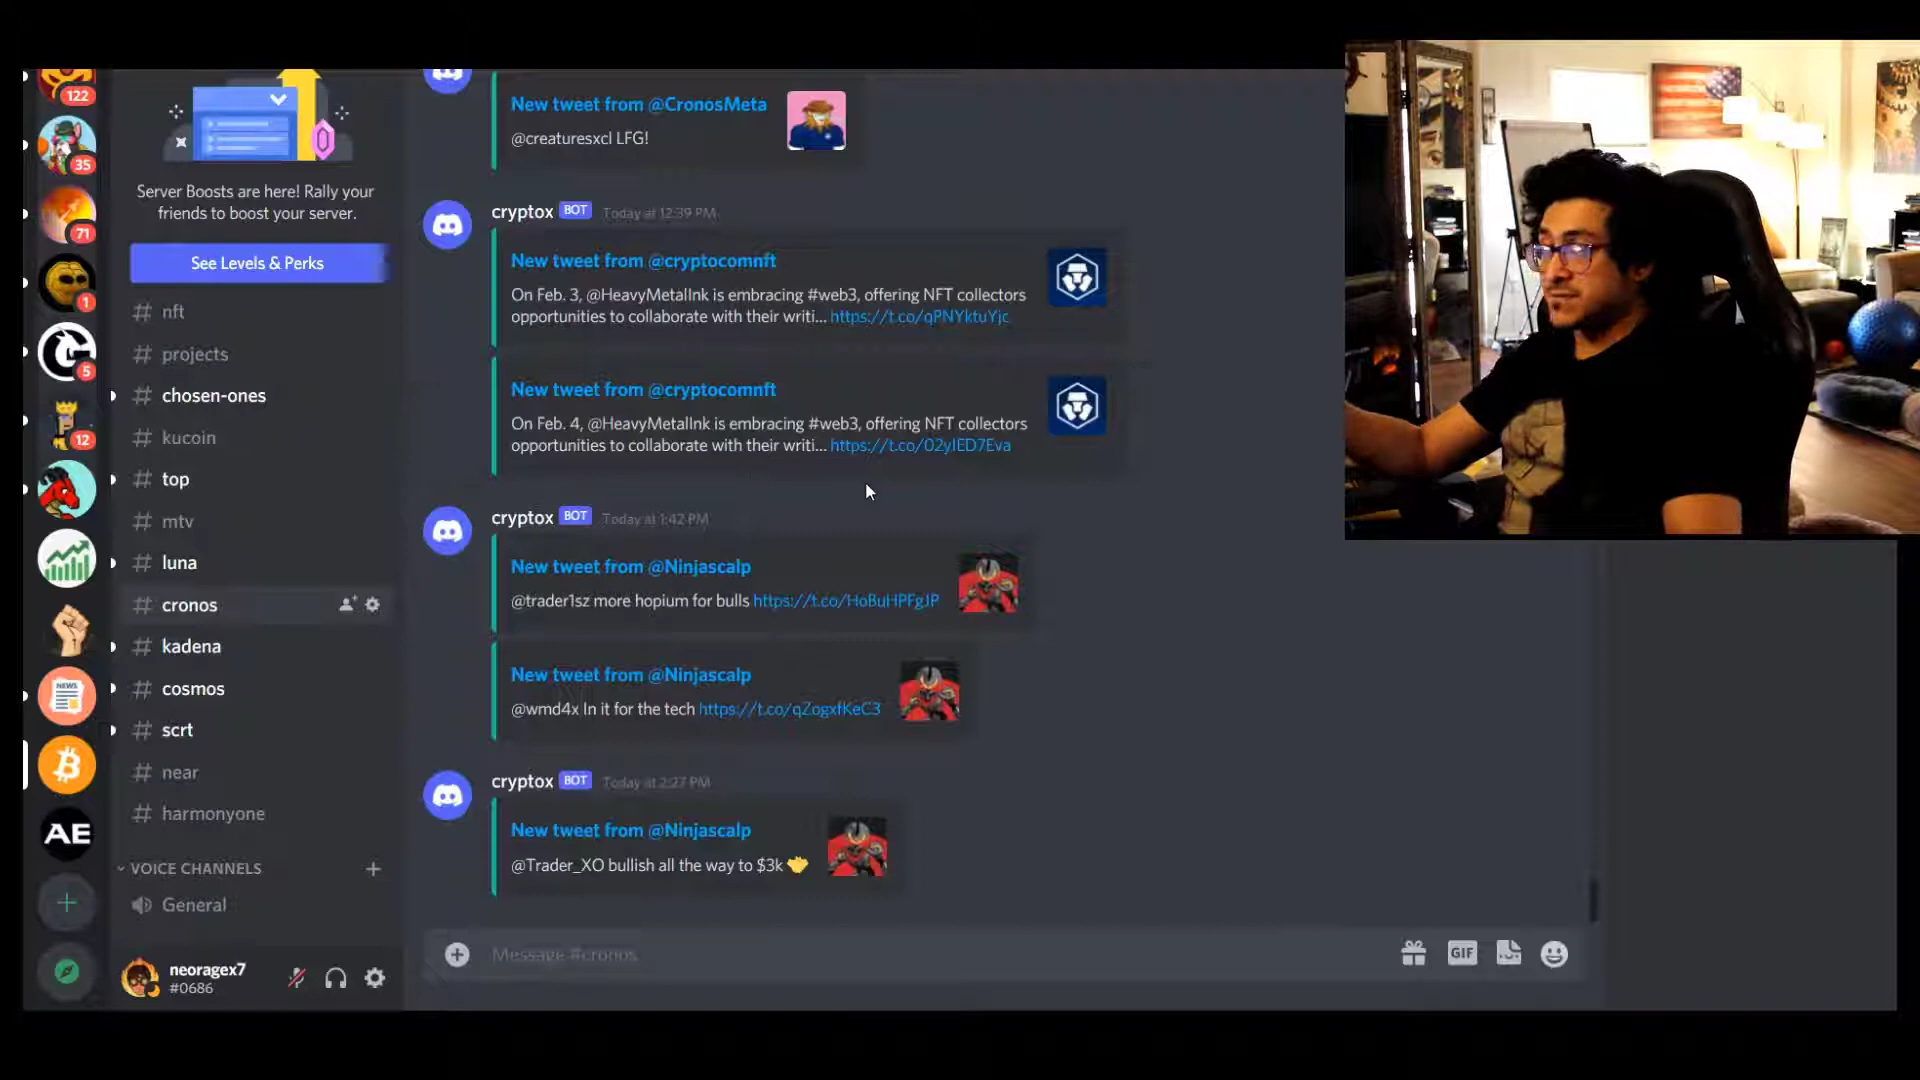 122
35
71
1
5
12
NEWS
AE
Server Boosts are here! Rally your
friends to boost your server.
See Levels & Perks
# nft
# projects
# chosen-ones
# kucoin
# top
# mtv
# luna
# cronos
# kadena
# cosmos
# scrt
# near
# harmonyone
VOICE CHANNELS
General
neoragex7
#0686
New tweet from @CronosMeta
@creaturesxcl LFG!
cryptox BOT Today at 12:39 PM
New tweet from @cryptocomnft
On Feb. 3, @HeavyMetalInk is embracing #web3, offering NFT collectors
opportunities to collaborate with their writi... https://t.co/qPNYktuYjc
New tweet from @cryptocomnft
On Feb. 4, @HeavyMetalInk is embracing #web3, offering NFT collectors
opportunities to collaborate with their writi... https://t.co/02yIED7Eva
cryptox BOT Today at 1:42 PM
New tweet from @Ninjascalp
@trader1sz more hopium for bulls https://t.co/HoBuHPFgJP
New tweet from @Ninjascalp
@wmd4x In it for the tech https://t.co/qZogxfKeC3
cryptox BOT Today at 2:27 PM
New tweet from @Ninjascalp
@Trader_XO bullish all the way to $3k 🤝
Message #cronos
GIF